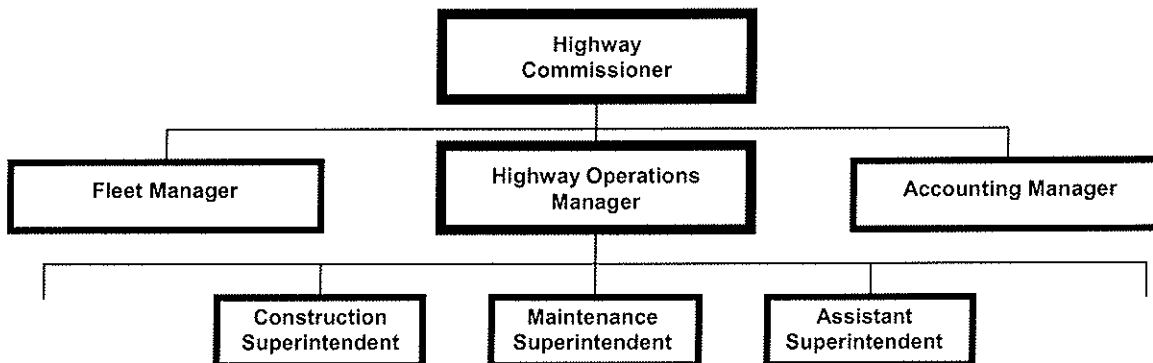 Highway
Commissioner
Fleet Manager
Highway Operations
Manager
Accounting Manager
Construction
Superintendent
Maintenance
Superintendent
Assistant
Superintendent